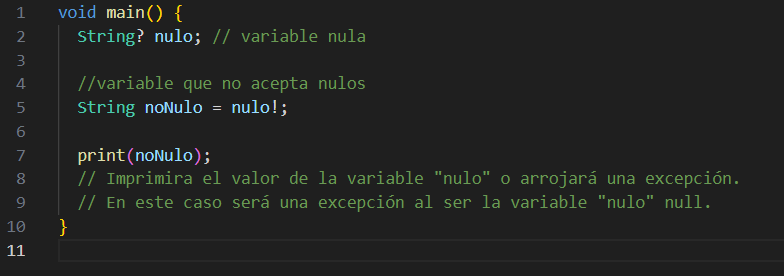 1 void main() {
2 String? nulo; // variable nula
3
4 //variable que no acepta nulos
5 String noNulo = nulo!;
6
7 print(noNulo);
8 // Imprimira el valor de la variable "nulo" o arrojará una excepción.
9 // En este caso será una excepción al ser la variable "nulo" null.
10 }
11